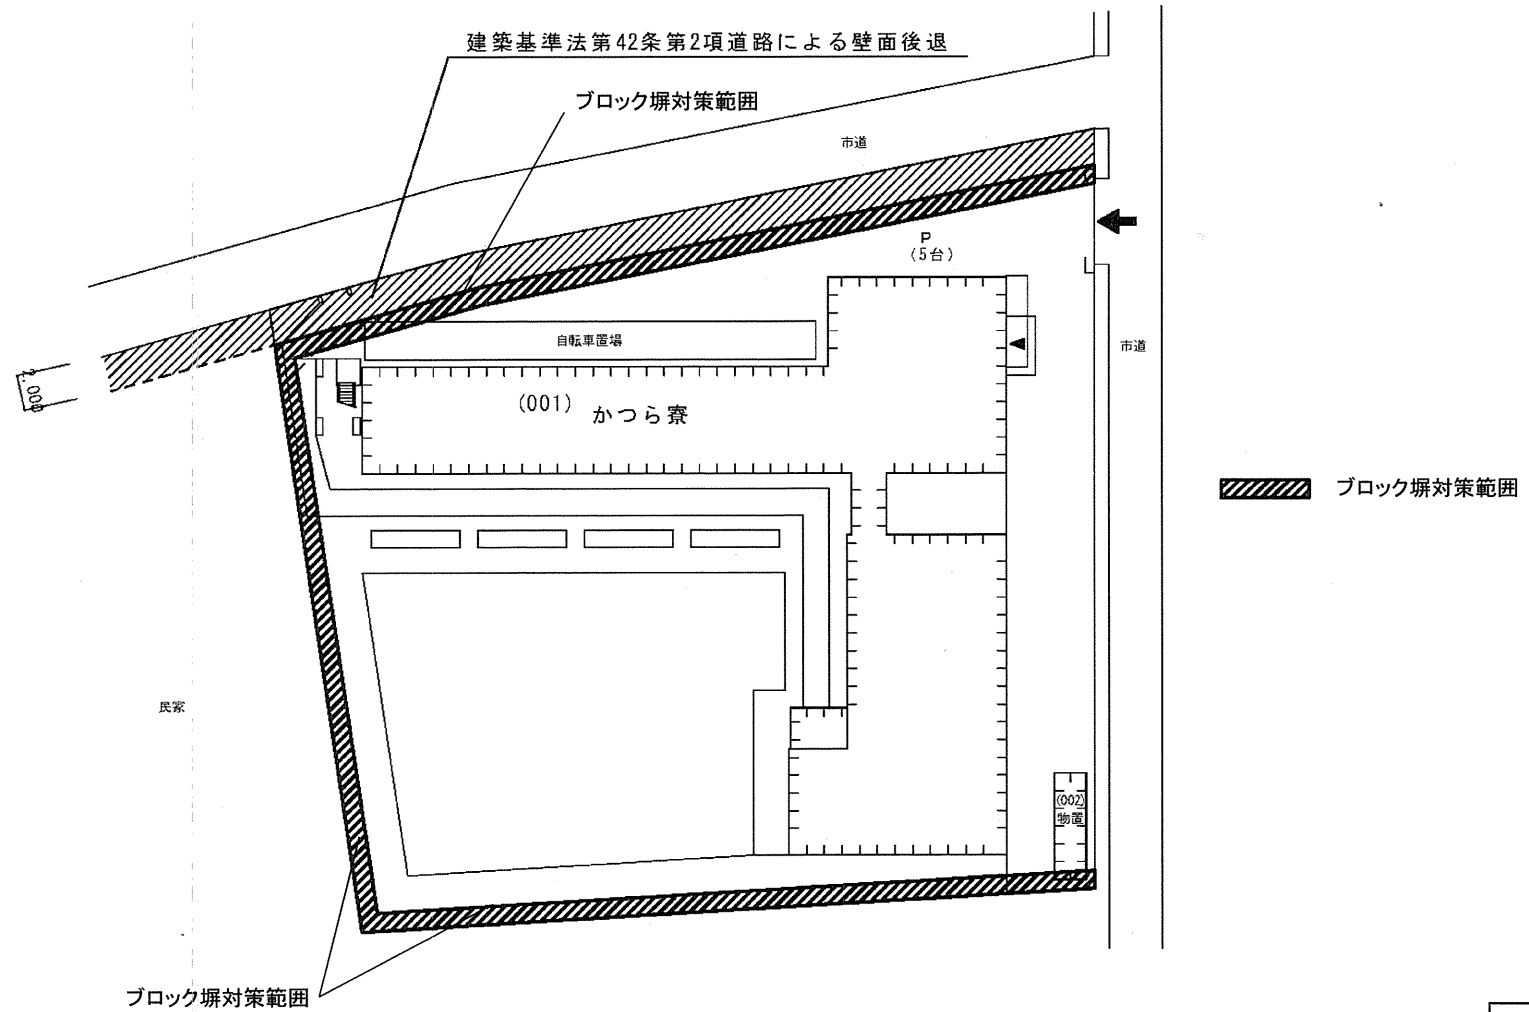 建築基準法第42条第2項道路による壁面後退
ブロック塀対策範囲
市道
P
(5台)
自転車置場
市道
2.000
(001) かつら寮
ブロック塀対策範囲
民家
(002)
物置
ブロック塀対策範囲